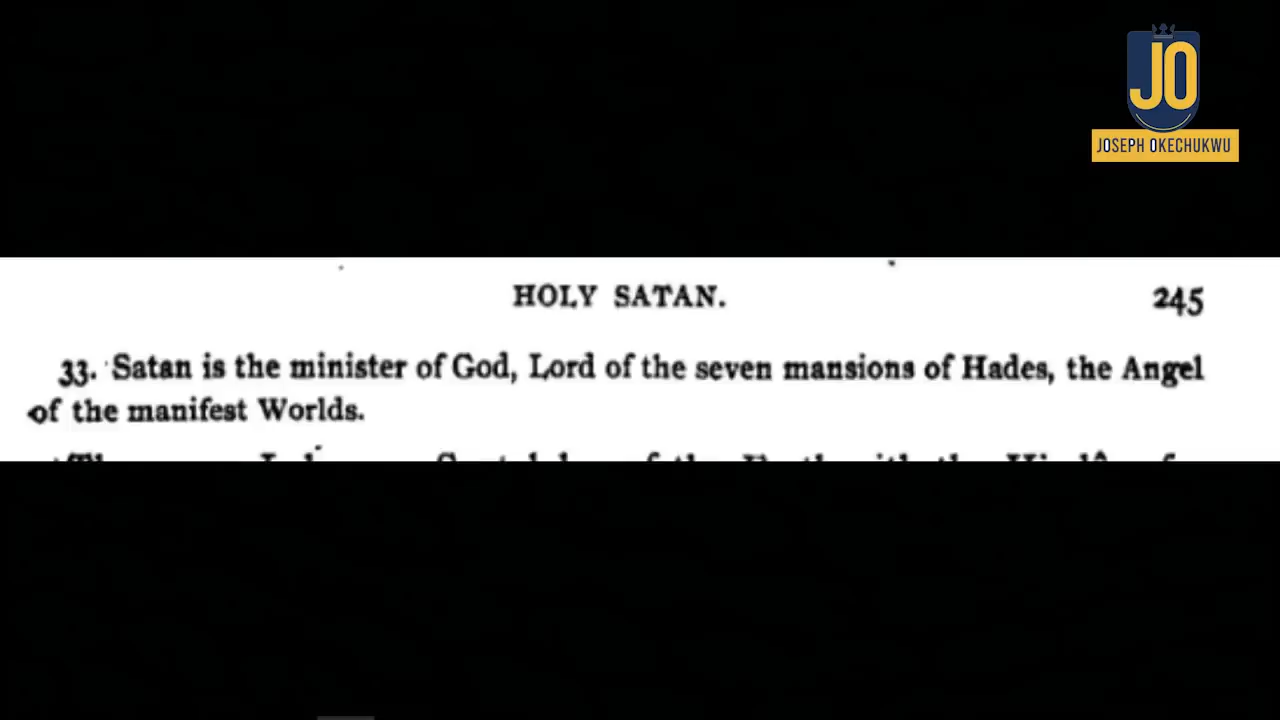 JO
JOSEPH OKECHUKWU
HOLY SATAN. 245
33. Satan is the minister of God, Lord of the seven mansions of Hades, the Angel
of the manifest Worlds.